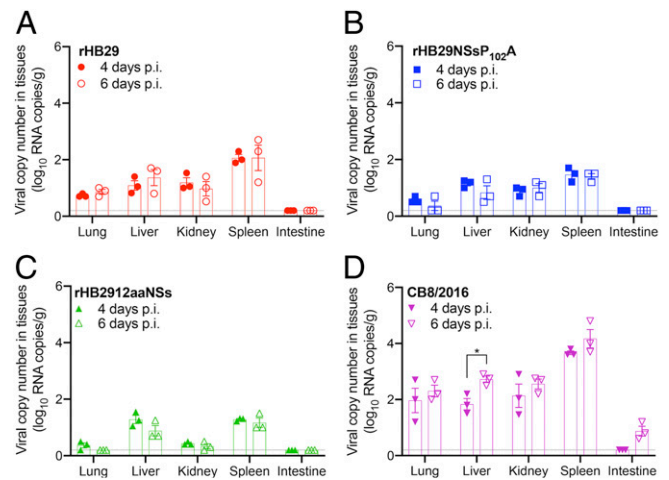 A
rHB29
4 days p.i.
6 days p.i.
Viral copy number in tissues
(log10 RNA copies/g)
6
4
2
0
Lung Liver Kidney Spleen Intestine
B
rHB29NSsP102A
4 days p.i.
6 days p.i.
Viral copy number in tissues
(log10 RNA copies/g)
6
4
2
0
Lung Liver Kidney Spleen Intestine
C
rHB2912aaNSs
4 days p.i.
6 days p.i.
Viral copy number in tissues
(log10 RNA copies/g)
6
4
2
0
Lung Liver Kidney Spleen Intestine
D
CB8/2016
4 days p.i.
6 days p.i.
*
Viral copy number in tissues
(log10 RNA copies/g)
6
4
2
0
Lung Liver Kidney Spleen Intestine